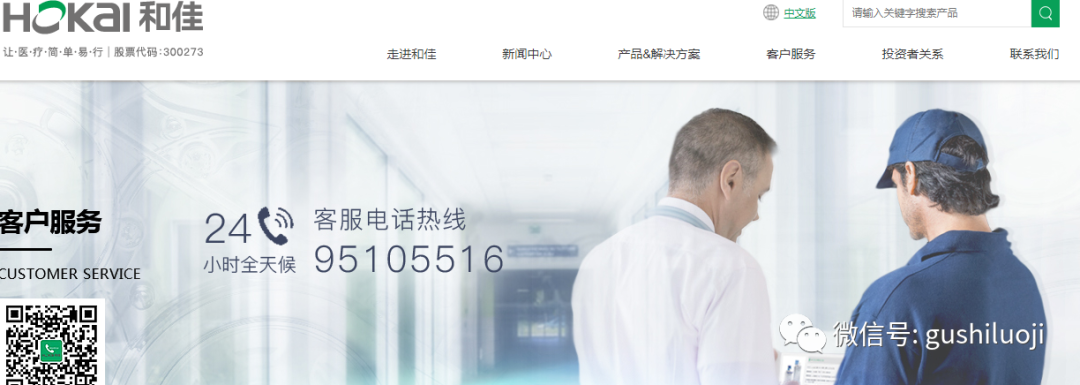 HOKAI 和佳
让·医·疗·简·单·易·行 | 股票代码:300273
中文版
请输入关键字搜索产品
走进和佳
新闻中心
产品&解决方案
客户服务
投资者关系
联系我们
客户服务
CUSTOMER SERVICE
24
小时全天候
客服电话热线
95105516
微信号: gushiluoji